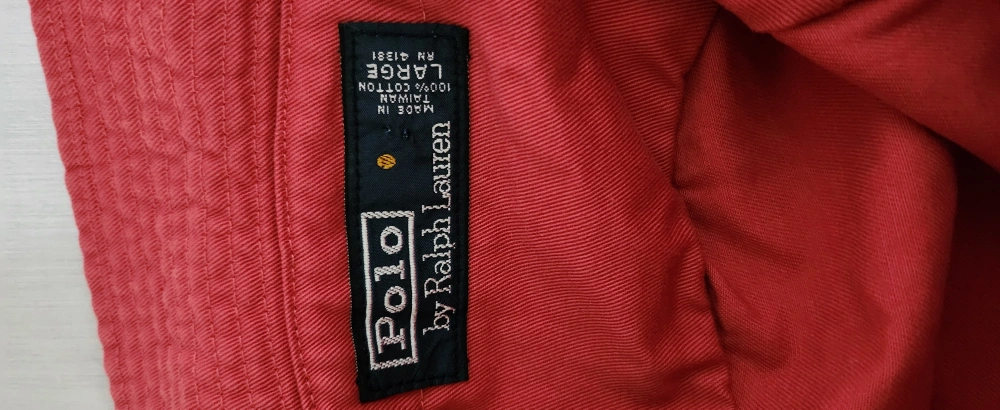 Polo
by Ralph Lauren
MADE IN
TAIWAN
100% COTTON
LARGE
RN 41381